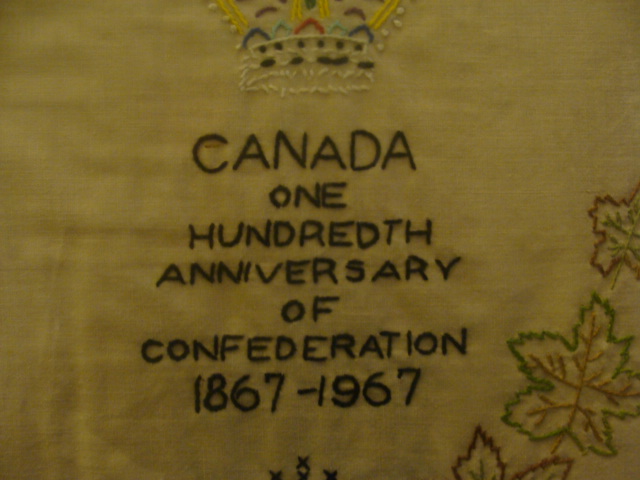 CANADA
ONE
HUNDREDTH
ANNIVERSARY
OF
CONFEDERATION
1867-1967